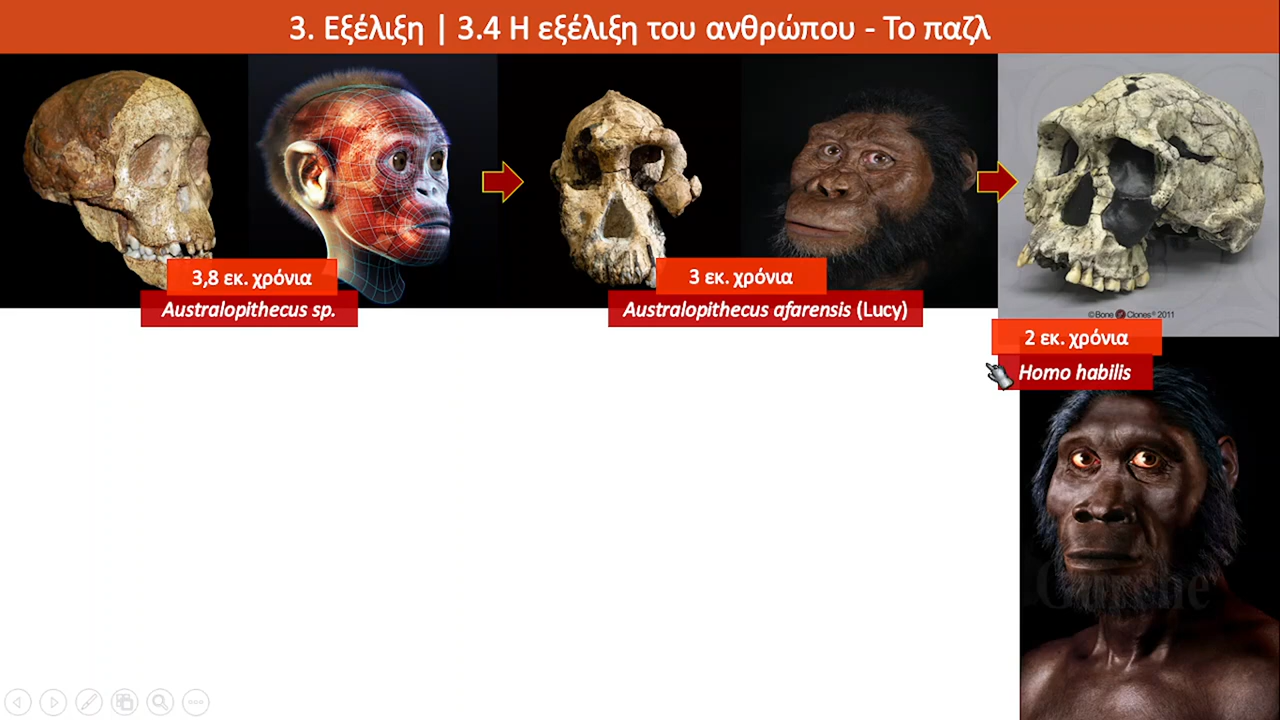 3. Εξέλιξη | 3.4 Η εξέλιξη του ανθρώπου - Το παζλ
3,8 εκ. χρόνια
Australopithecus sp.
3 εκ. χρόνια
Australopithecus afarensis (Lucy)
©Bone Clones® 2011
2 εκ. χρόνια
Homo habilis